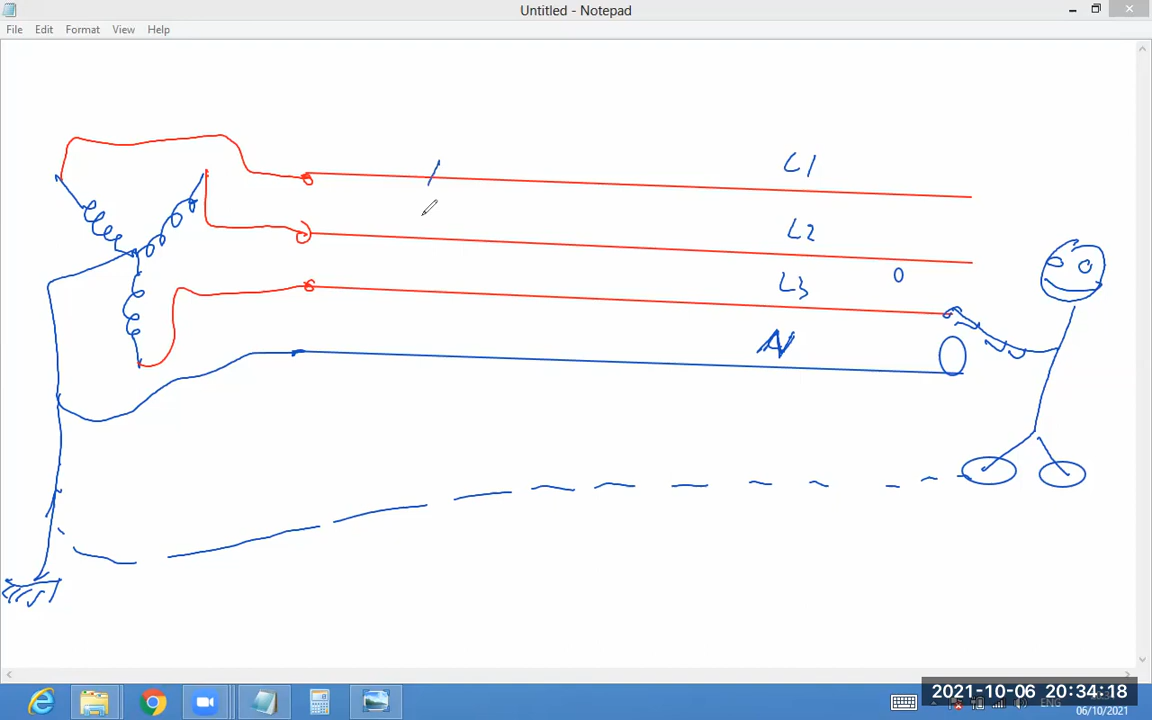 Untitled - Notepad
File Edit Format View Help
L1
L2
L3
N
2021-10-06 20:34:18
ENG
06/10/2021